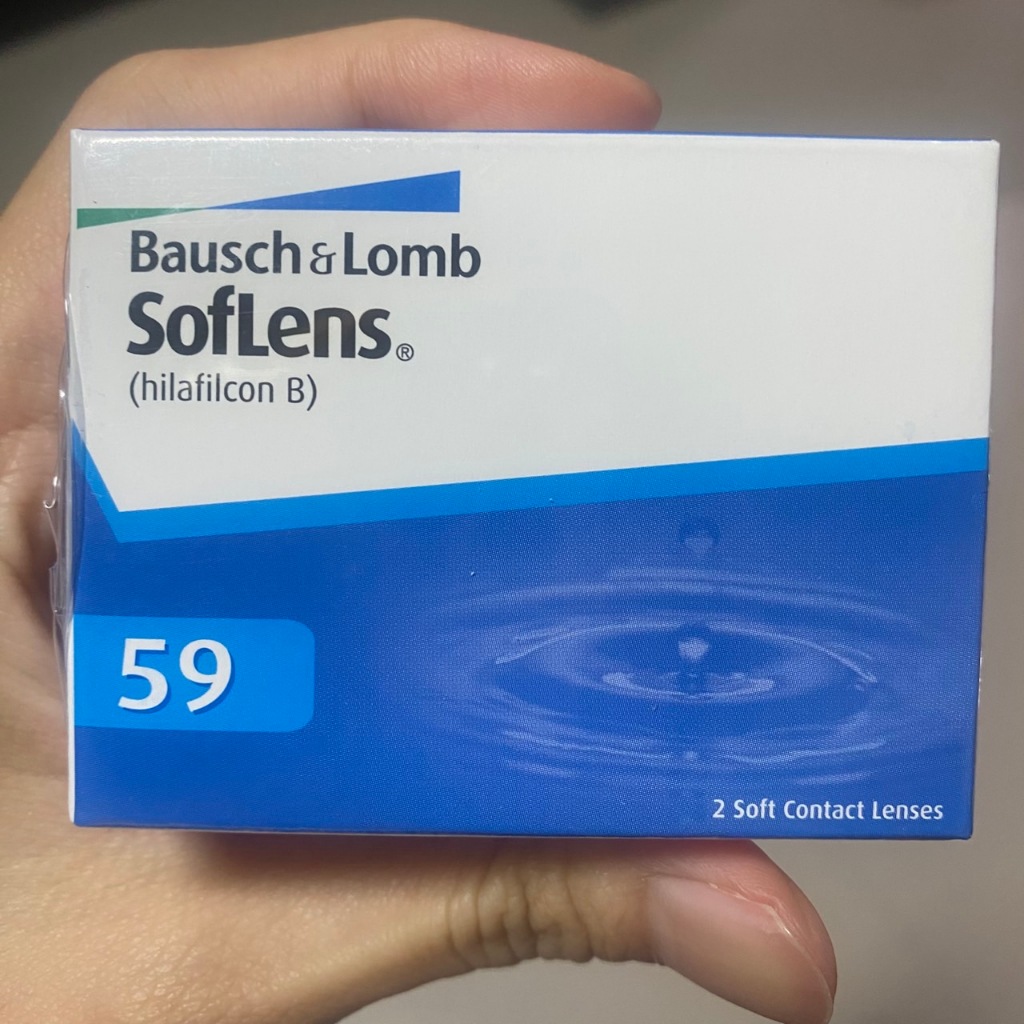 Bausch & Lomb
SofLens®
(hilafilcon B)
59
2 Soft Contact Lenses